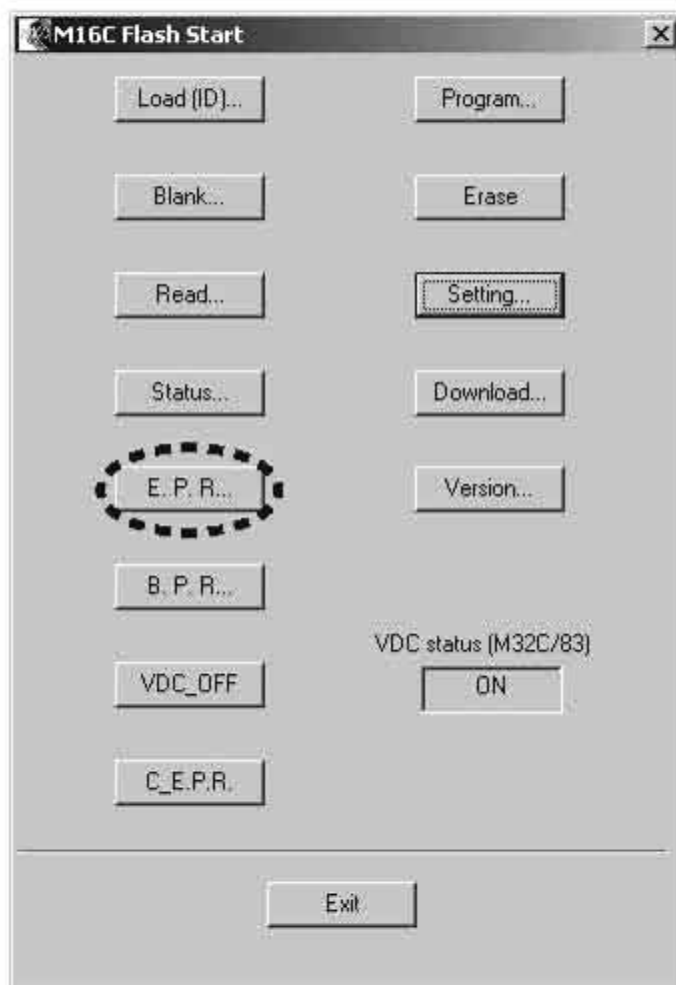 M16C Flash Start
Load (ID)...
Program...
Blank...
Erase
Read...
Setting...
Status...
Download...
E. P. R...
Version...
B. P. R...
VDC status (M32C/83)
VDC_OFF
ON
C_E.P.R.
Exit